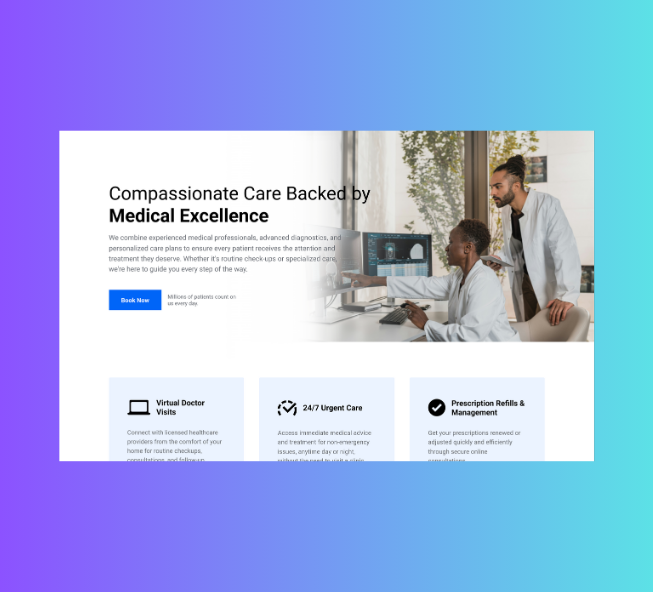 Compassionate Care Backed by
Medical Excellence
We combine experienced medical professionals, advanced diagnostics, and
personalized care plans to ensure every patient receives the attention and
treatment they deserve. Whether it's routine check-ups or specialized care,
we're here to guide you every step of the way.
Book Now
Millions of patients count on
us every day.
Virtual Doctor
Visits
Connect with licensed healthcare
providers from the comfort of your
home for routine checkups,
consultations, and followup
24/7 Urgent Care
Access immediate medical advice
and treatment for non-emergency
issues, anytime day or night,
without the need to visit a clinic
Prescription Refills &
Management
Get your prescriptions renewed or
adjusted quickly and efficiently
through secure online
consultations